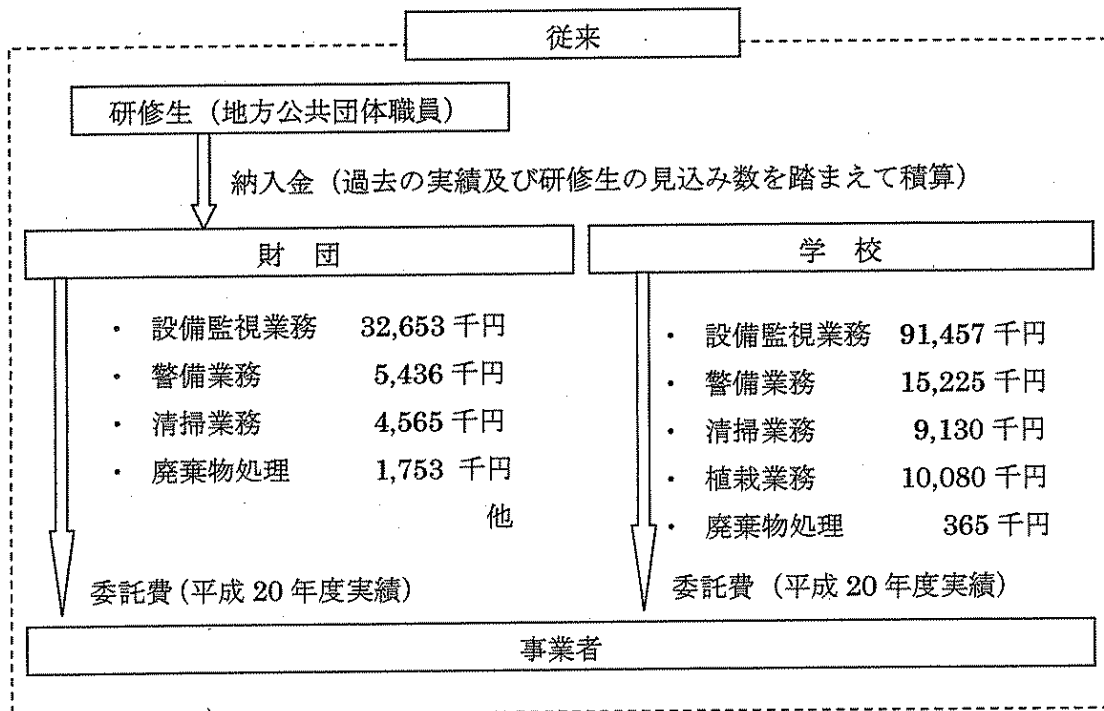 従来
研修生（地方公共団体職員）
納入金（過去の実績及び研修生の見込み数を踏まえて積算）
財　団
・ 設備監視業務　32,653 千円
・ 警備業務　5,436 千円
・ 清掃業務　4,565 千円
・ 廃棄物処理　1,753 千円
他
委託費（平成 20 年度実績）
学　校
・ 設備監視業務　91,457 千円
・ 警備業務　15,225 千円
・ 清掃業務　9,130 千円
・ 植栽業務　10,080 千円
・ 廃棄物処理　365 千円
委託費（平成 20 年度実績）
事業者